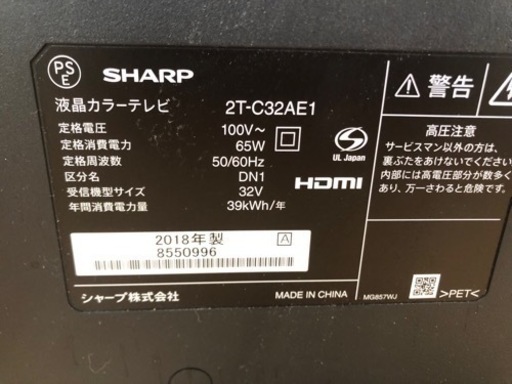 PS
E
SHARP
液晶カラーテレビ 2T-C32AE1
定格電圧 100V～
定格消費電力 65W
定格周波数 50/60Hz
区分名 DN1
受信機型サイズ 32V
年間消費電力量 39kWh/年
UL Japan
HDMI
2018年製 A
8550996
シャープ株式会社
MADE IN CHINA
警告
高圧注意
サービスマン以外の方は、
裏ぶたをあけないでください。
内部には高電圧部分が数多く
あり、万一さわると危険です。
MG857WJ
>PET<